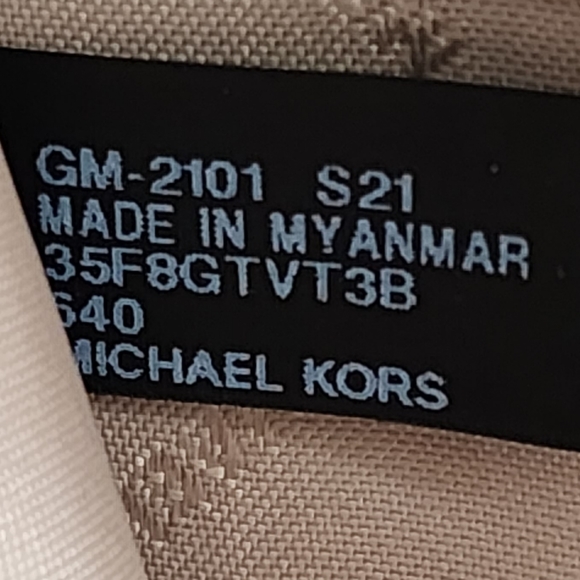 GM-2101 S21
MADE IN MYANMAR
35F8GTVT3B
640
MICHAEL KORS